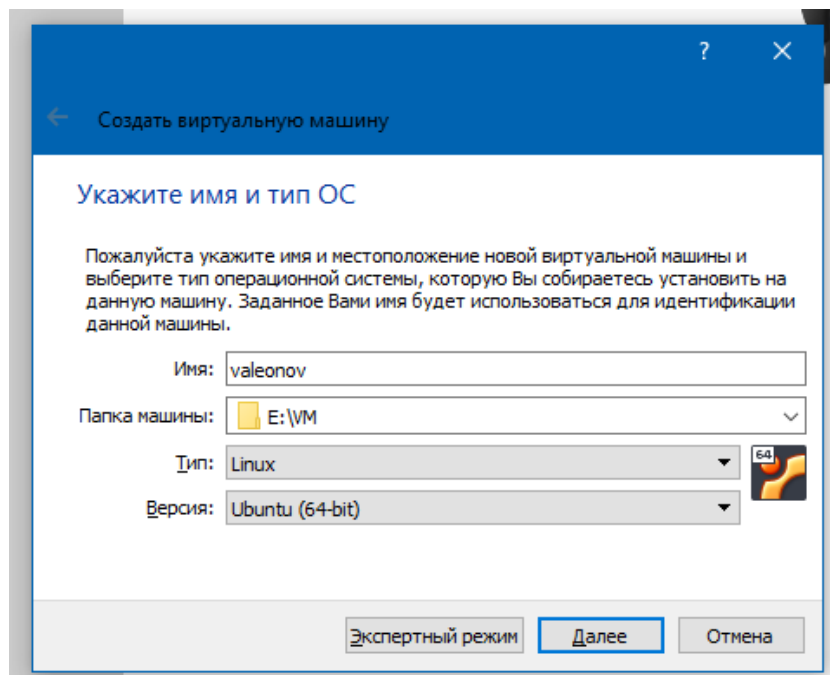 ?
Создать виртуальную машину
Укажите имя и тип ОС
Пожалуйста укажите имя и местоположение новой виртуальной машины и
выберите тип операционной системы, которую Вы собираетесь установить на
данную машину. Заданное Вами имя будет использоваться для идентификации
данной машины.
Имя: valeonov
Папка машины: E:\VM
Тип: Linux
64
Версия: Ubuntu (64-bit)
Экспертный режим Далее Отмена